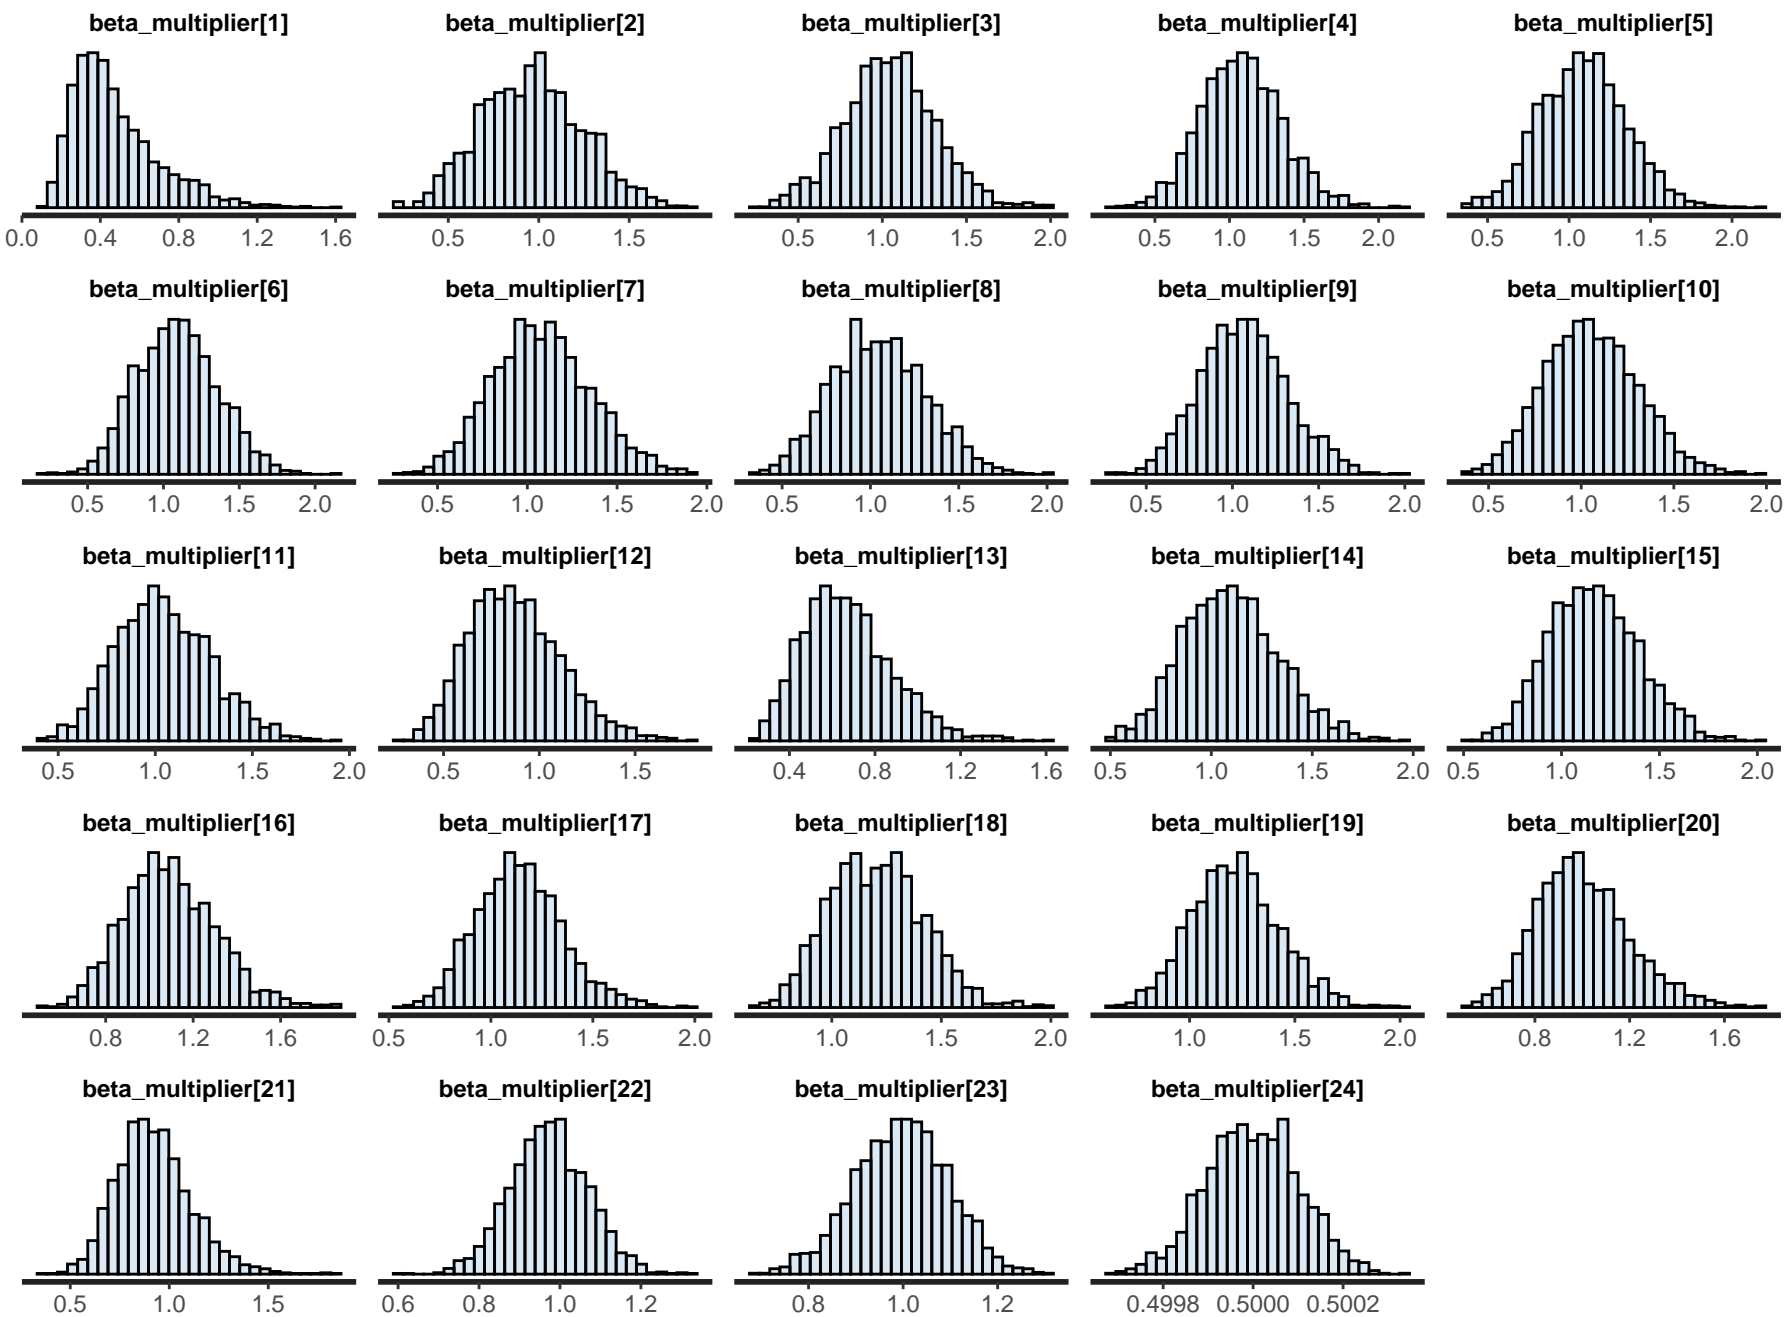 beta_multiplier[1] beta_multiplier[2] beta_multiplier[3] beta_multiplier[4] beta_multiplier[5]
0.0 0.4 0.8 1.2 1.6 0.5 1.0 1.5 0.5 1.0 1.5 2.0 0.5 1.0 1.5 2.0 0.5 1.0 1.5 2.0
beta_multiplier[6] beta_multiplier[7] beta_multiplier[8] beta_multiplier[9] beta_multiplier[10]
0.5 1.0 1.5 2.0 0.5 1.0 1.5 2.0 0.5 1.0 1.5 2.0 0.5 1.0 1.5 2.0 0.5 1.0 1.5 2.0
beta_multiplier[11] beta_multiplier[12] beta_multiplier[13] beta_multiplier[14] beta_multiplier[15]
0.5 1.0 1.5 2.0 0.5 1.0 1.5 0.4 0.8 1.2 1.6 0.5 1.0 1.5 2.0 0.5 1.0 1.5 2.0
beta_multiplier[16] beta_multiplier[17] beta_multiplier[18] beta_multiplier[19] beta_multiplier[20]
0.8 1.2 1.6 0.5 1.0 1.5 2.0 1.0 1.5 2.0 1.0 1.5 2.0 0.8 1.2 1.6
beta_multiplier[21] beta_multiplier[22] beta_multiplier[23] beta_multiplier[24]
0.5 1.0 1.5 0.6 0.8 1.0 1.2 0.8 1.0 1.2 0.4998 0.5000 0.5002